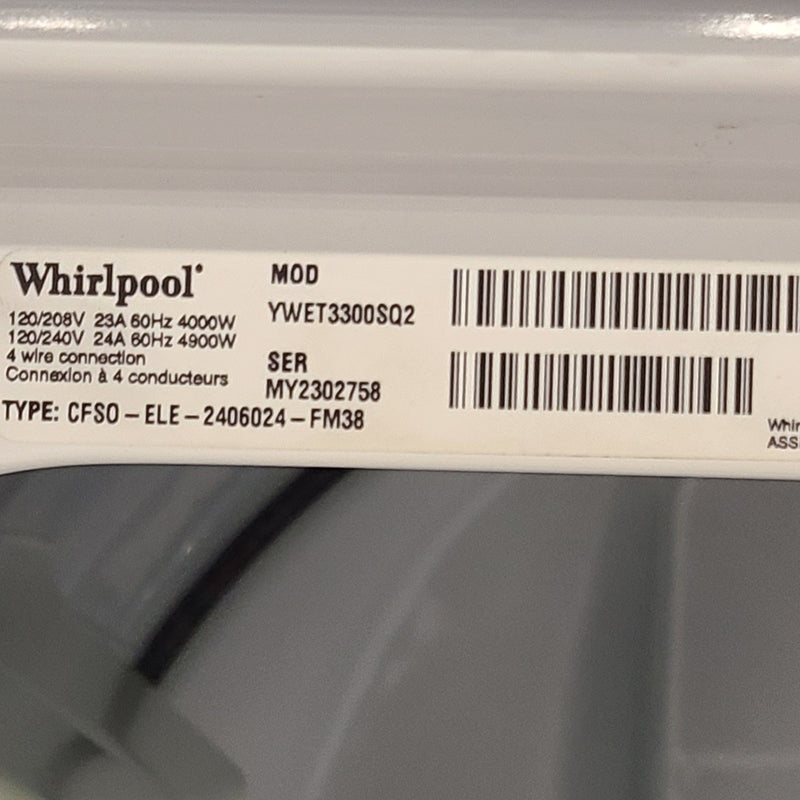 Whirlpool
120/208V 23A 60Hz 4000W
120/240V 24A 60Hz 4900W
4 wire connection
Connexion à 4 conducteurs
TYPE: CFSO-ELE-2406024-FM38
MOD
YWET3300SQ2
SER
MY2302758